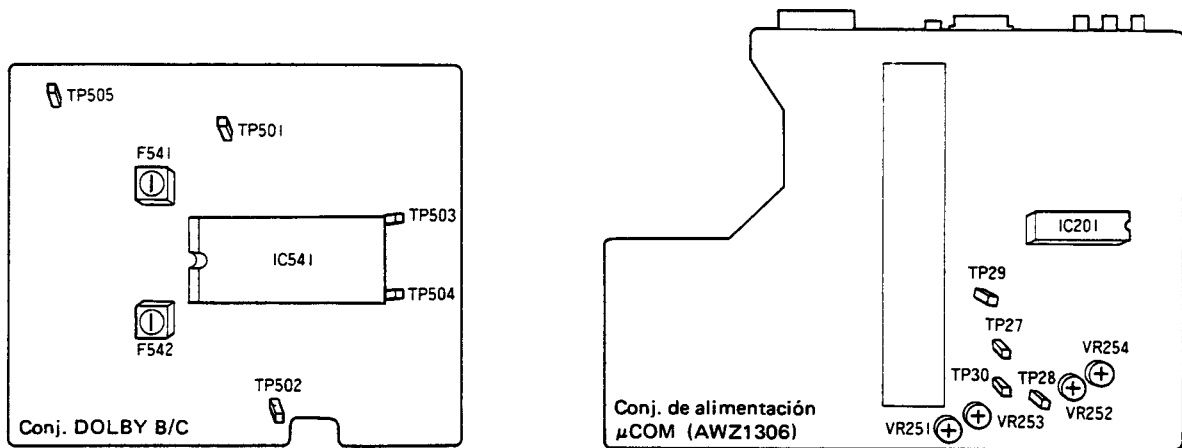 TP505
TP501
F541
TP503
IC541
TP504
F542
TP502
Conj. DOLBY B/C
IC201
TP29
TP27
VR254
TP30
TP28
VR252
VR251
VR253
Conj. de alimentación
μCOM (AWZ1306)